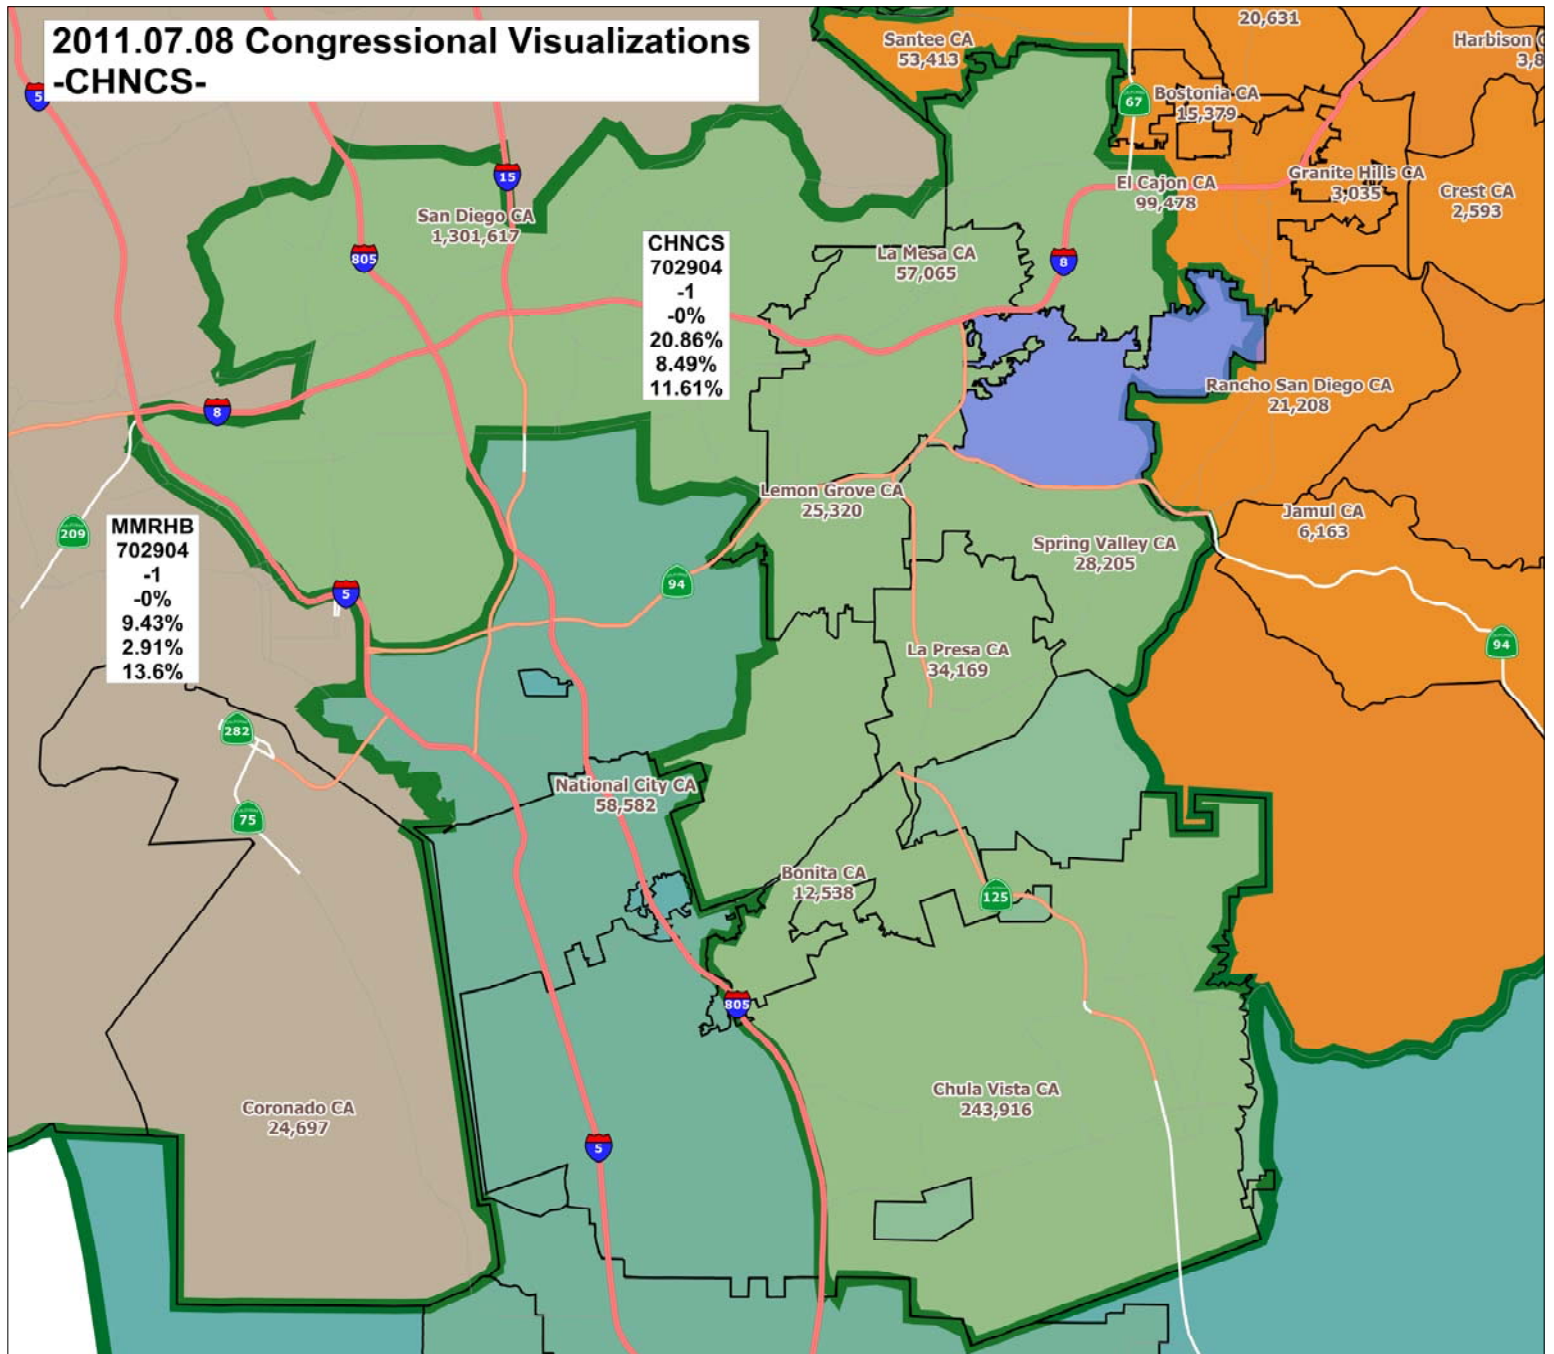 2011.07.08 Congressional Visualizations
-CHNCS-
20,631
Santee CA
53,413
Harbison
3,8
5
67
Bostonia CA
15,379
15
El Cajon CA
99,478
Granite Hills CA
3,035
Crest CA
2,593
San Diego CA
1,301,617
805
CHNCS
702904
-1
-0%
20.86%
8.49%
11.61%
La Mesa CA
57,065
8
8
Rancho San Diego CA
21,208
Lemon Grove CA
25,320
Jamul CA
6,163
209
MMRHB
702904
-1
-0%
9.43%
2.91%
13.6%
Spring Valley CA
28,205
94
5
La Presa CA
34,169
94
282
National City CA
58,582
75
Bonita CA
12,538
125
805
Chula Vista CA
243,916
Coronado CA
24,697
5